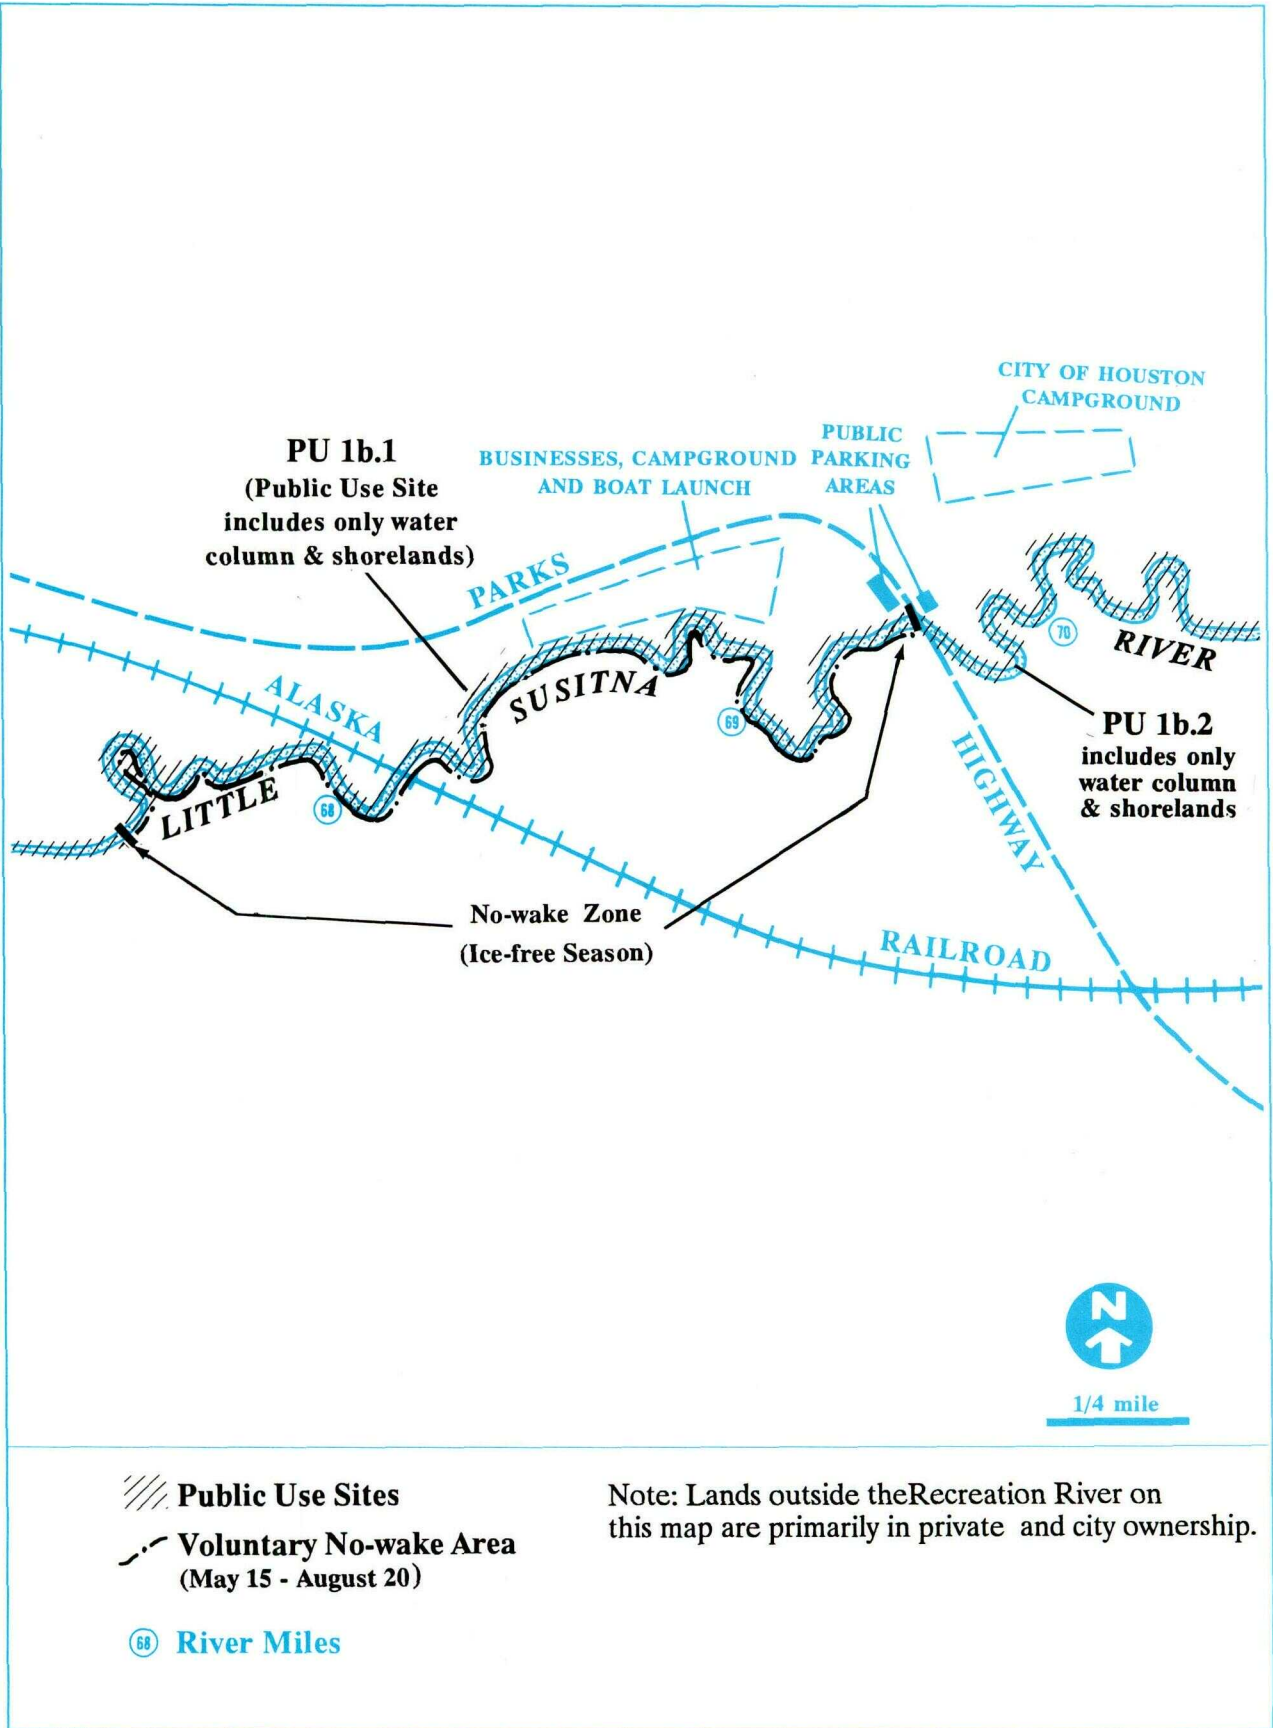 CITY OF HOUSTON
CAMPGROUND
PUBLIC
PARKING
AREAS
BUSINESSES, CAMPGROUND
AND BOAT LAUNCH
PU 1b.1
(Public Use Site
includes only water
column & shorelands)
PARKS
HIGHWAY
ALASKA
RAILROAD
LITTLE
SUSITNA
RIVER
68
69
70
PU 1b.2
includes only
water column
& shorelands
No-wake Zone
(Ice-free Season)
N
1/4 mile
Public Use Sites
Voluntary No-wake Area
(May 15 - August 20)
68 River Miles
Note: Lands outside theRecreation River on
this map are primarily in private and city ownership.